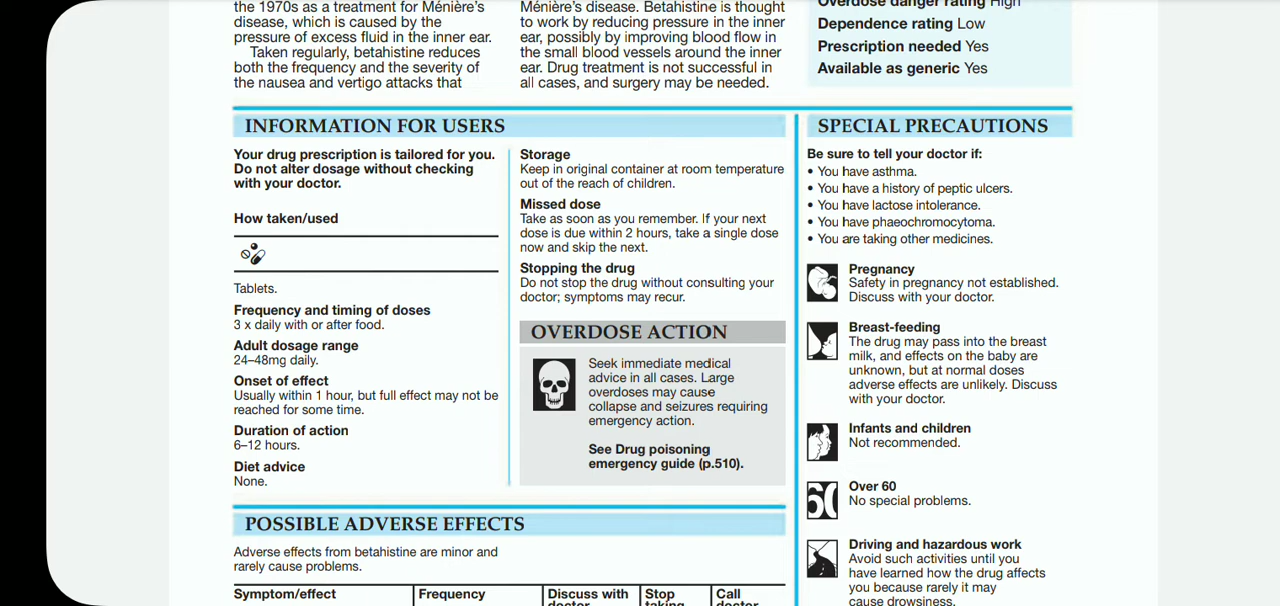 the 1970s as a treatment for Ménière's
disease, which is caused by the
pressure of excess fluid in the inner ear.
Taken regularly, betahistine reduces
both the frequency and the severity of
the nausea and vertigo attacks that
Ménière's disease. Betahistine is thought
to work by reducing pressure in the inner
ear, possibly by improving blood flow in
the small blood vessels around the inner
ear. Drug treatment is not successful in
all cases, and surgery may be needed.
Overdose danger rating High
Dependence rating Low
Prescription needed Yes
Available as generic Yes
INFORMATION FOR USERS
Your drug prescription is tailored for you.
Do not alter dosage without checking
with your doctor.
How taken/used
Tablets.
Frequency and timing of doses
3 x daily with or after food.
Adult dosage range
24–48mg daily.
Onset of effect
Usually within 1 hour, but full effect may not be
reached for some time.
Duration of action
6–12 hours.
Diet advice
None.
Storage
Keep in original container at room temperature
out of the reach of children.
Missed dose
Take as soon as you remember. If your next
dose is due within 2 hours, take a single dose
now and skip the next.
Stopping the drug
Do not stop the drug without consulting your
doctor; symptoms may recur.
OVERDOSE ACTION
Seek immediate medical
advice in all cases. Large
overdoses may cause
collapse and seizures requiring
emergency action.
See Drug poisoning
emergency guide (p.510).
POSSIBLE ADVERSE EFFECTS
Adverse effects from betahistine are minor and
rarely cause problems.
Symptom/effect
Frequency
Discuss with
doctor
Stop
taking
Call
doctor
SPECIAL PRECAUTIONS
Be sure to tell your doctor if:
• You have asthma.
• You have a history of peptic ulcers.
• You have lactose intolerance.
• You have phaeochromocytoma.
• You are taking other medicines.
Pregnancy
Safety in pregnancy not established.
Discuss with your doctor.
Breast-feeding
The drug may pass into the breast
milk, and effects on the baby are
unknown, but at normal doses
adverse effects are unlikely. Discuss
with your doctor.
Infants and children
Not recommended.
60
Over 60
No special problems.
Driving and hazardous work
Avoid such activities until you
have learned how the drug affects
you because rarely it may
cause drowsiness.